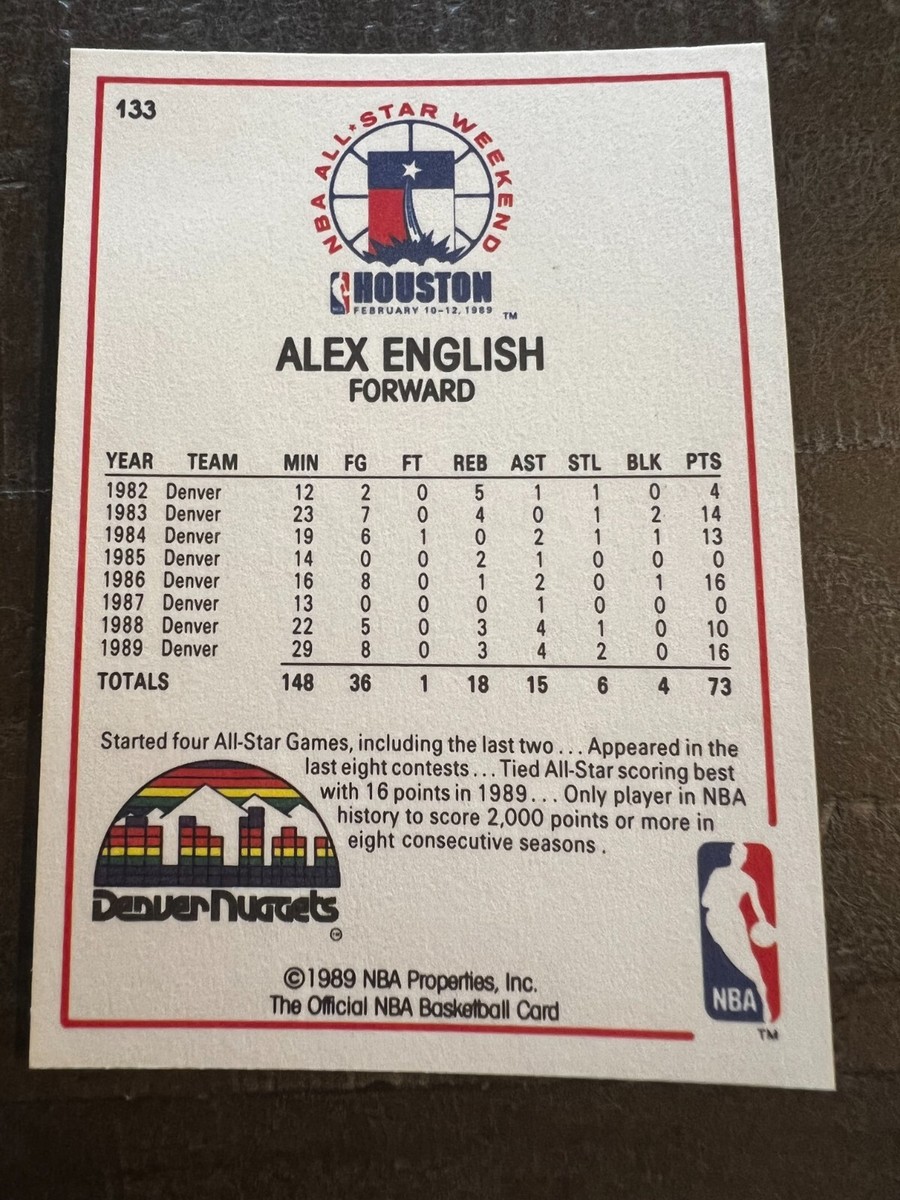 133
NBA ALL★STAR WEEKEND
NBA HOUSTON
FEBRUARY 10-12, 1989 TM
ALEX ENGLISH
FORWARD
YEAR TEAM MIN FG FT REB AST STL BLK PTS
1982 Denver 12 2 0 5 1 1 0 4
1983 Denver 23 7 0 4 0 1 2 14
1984 Denver 19 6 1 0 2 1 1 13
1985 Denver 14 0 0 2 1 0 0 0
1986 Denver 16 8 0 1 2 0 1 16
1987 Denver 13 0 0 0 1 0 0 0
1988 Denver 22 5 0 3 4 1 0 10
1989 Denver 29 8 0 3 4 2 0 16
TOTALS 148 36 1 18 15 6 4 73
Started four All-Star Games, including the last two . . . Appeared in the
last eight contests . . . Tied All-Star scoring best
with 16 points in 1989 . . . Only player in NBA
history to score 2,000 points or more in
eight consecutive seasons .
Denver Nuggets
TM
©1989 NBA Properties, Inc.
The Official NBA Basketball Card
NBA
TM